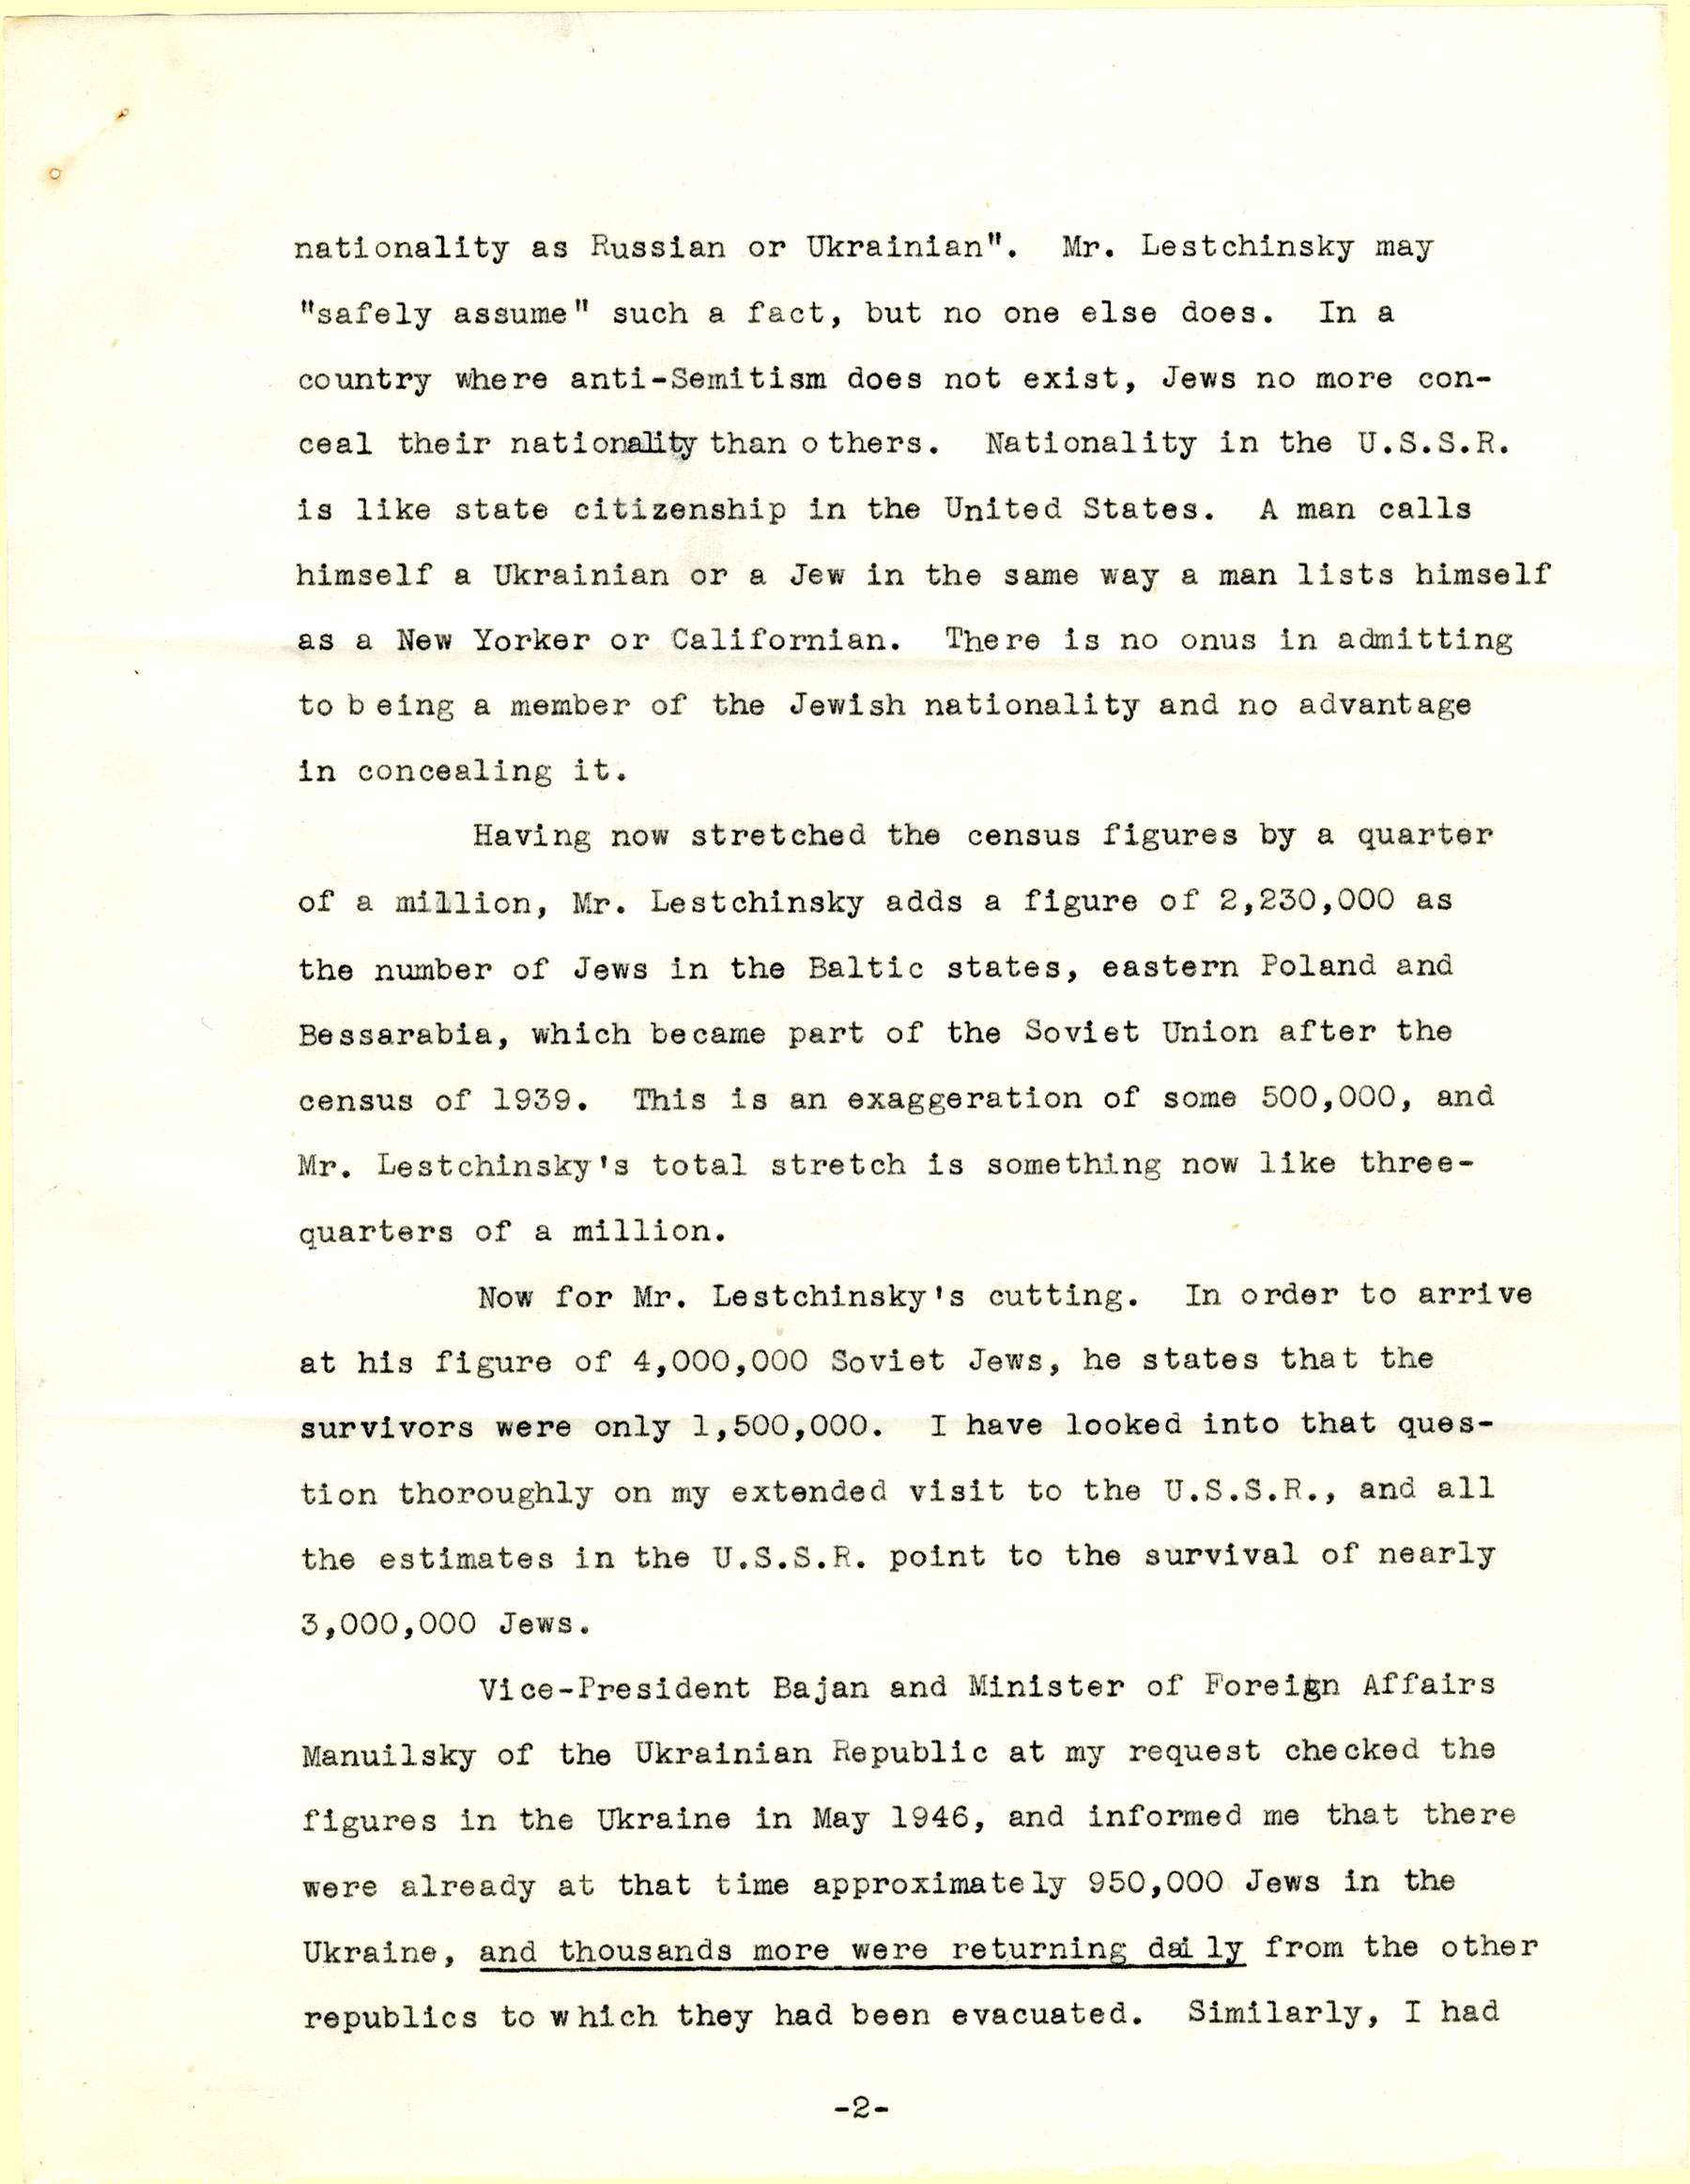 nationality as Russian or Ukrainian".  Mr. Lestchinsky may
"safely assume" such a fact, but no one else does.  In a
country where anti-Semitism does not exist, Jews no more con-
ceal their nationality than others.  Nationality in the U.S.S.R.
is like state citizenship in the United States.  A man calls
himself a Ukrainian or a Jew in the same way a man lists himself
as a New Yorker or Californian.  There is no onus in admitting
to being a member of the Jewish nationality and no advantage
in concealing it.
Having now stretched the census figures by a quarter
of a million, Mr. Lestchinsky adds a figure of 2,230,000 as
the number of Jews in the Baltic states, eastern Poland and
Bessarabia, which became part of the Soviet Union after the
census of 1939.  This is an exaggeration of some 500,000, and
Mr. Lestchinsky's total stretch is something now like three-
quarters of a million.
Now for Mr. Lestchinsky's cutting.  In order to arrive
at his figure of 4,000,000 Soviet Jews, he states that the
survivors were only 1,500,000.  I have looked into that ques-
tion thoroughly on my extended visit to the U.S.S.R., and all
the estimates in the U.S.S.R. point to the survival of nearly
3,000,000 Jews.
Vice-President Bajan and Minister of Foreign Affairs
Manuilsky of the Ukrainian Republic at my request checked the
figures in the Ukraine in May 1946, and informed me that there
were already at that time approximately 950,000 Jews in the
Ukraine, and thousands more were returning daily from the other
republics to which they had been evacuated.  Similarly, I had
-2-